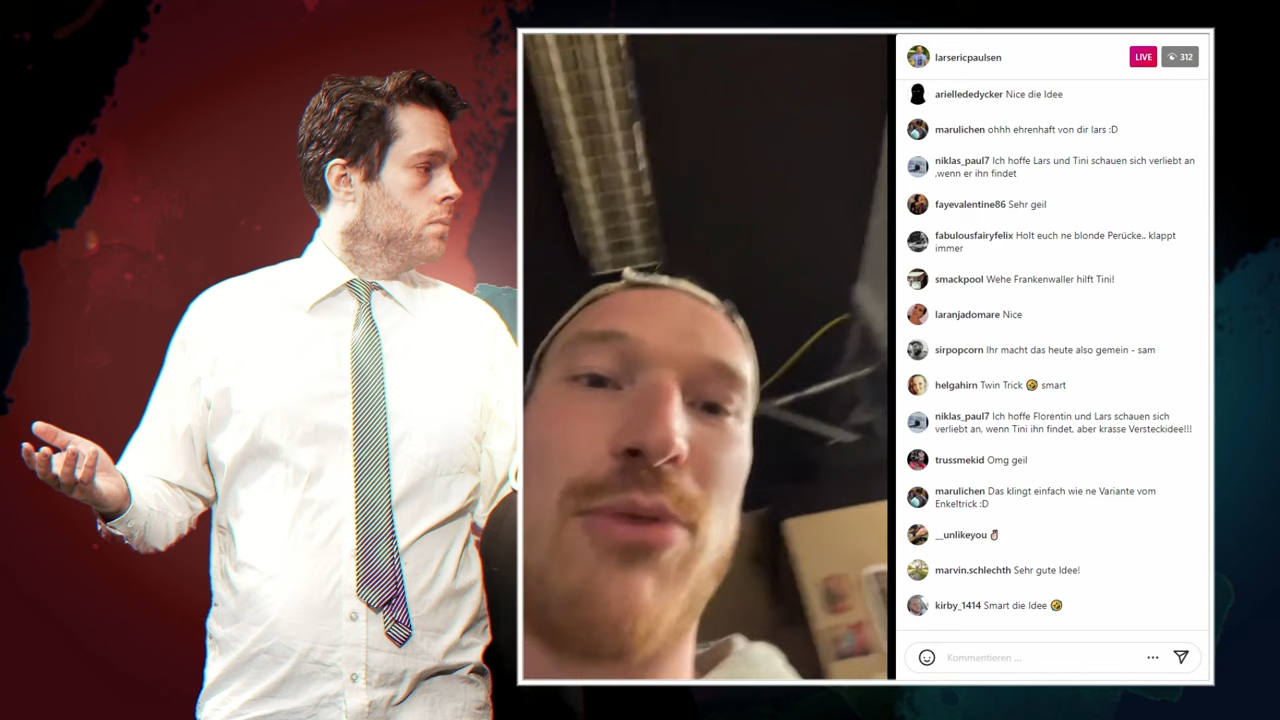 larsericpaulsen
LIVE
312
ariellededycker Nice die Idee
marulichen ohhh ehrenhaft von dir lars :D
niklas_paul7 Ich hoffe Lars und Tini schauen sich verliebt an
,wenn er ihn findet
fayevalentine86 Sehr geil
fabulousfairyfelix Holt euch ne blonde Perücke.. klappt
immer
smackpool Wehe Frankenwaller hilft Tini!
laranjadomare Nice
sirpopcorn Ihr macht das heute also gemein - sam
helgahirn Twin Trick 🤣 smart
niklas_paul7 Ich hoffe Florentin und Lars schauen sich
verliebt an, wenn Tini ihn findet, aber krasse Versteckidee!!!
trussmekid Omg geil
marulichen Das klingt einfach wie ne Variante vom
Enkeltrick :D
__unlikeyou
marvin.schlechth Sehr gute Idee!
kirby_1414 Smart die Idee 🤣
Kommentieren ...